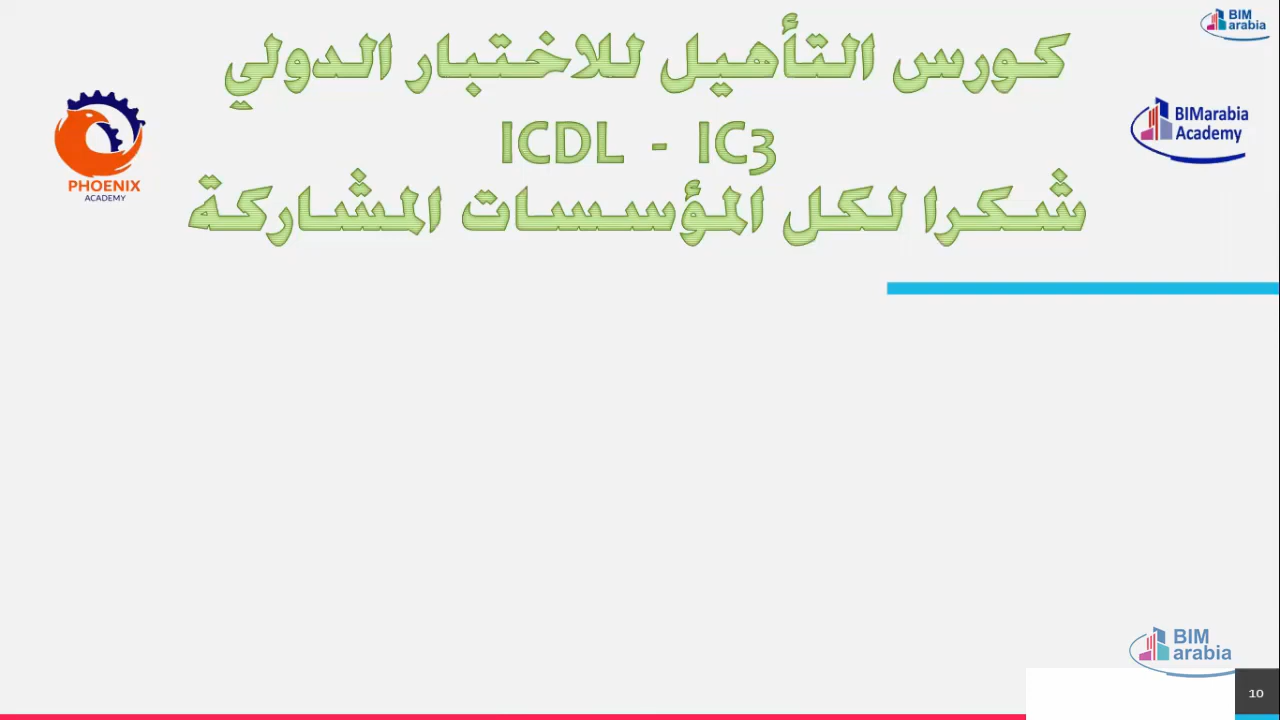 BIM
arabia
كورس التأهيل للاختبار الدولي
ICDL - IC3
شكرا لكل المؤسسات المشاركة
PHOENIX
ACADEMY
BIMarabia
Academy
BIM
arabia
10